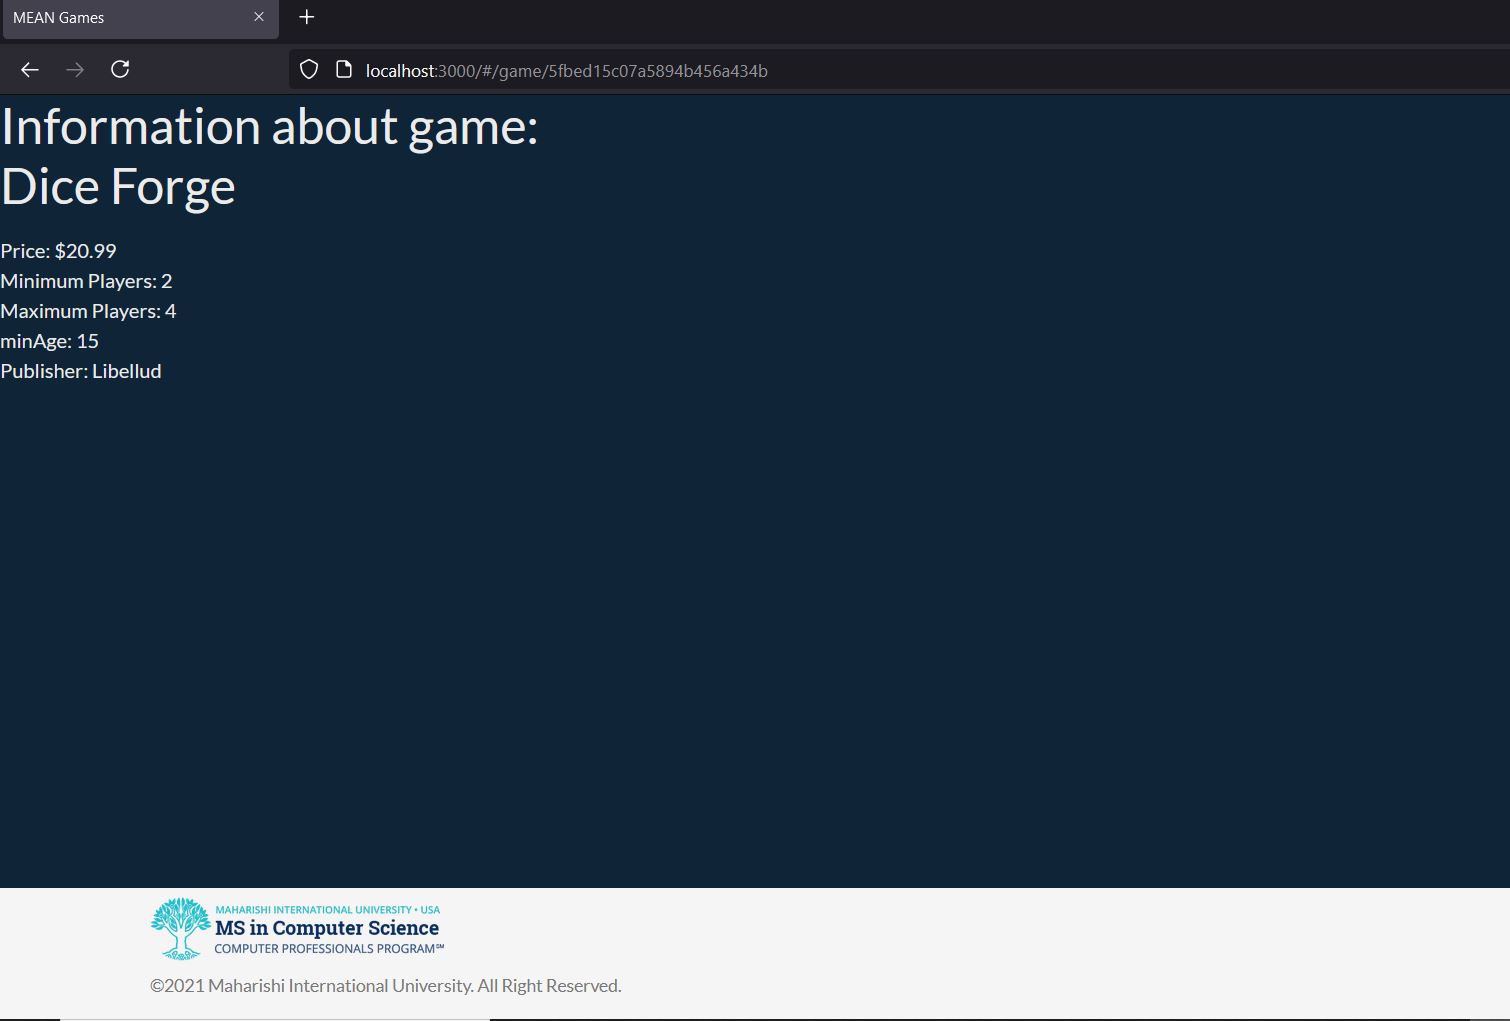 MEAN Games
localhost:3000/#/game/5fbed15c07a5894b456a434b
Information about game:
Dice Forge
Price: $20.99
Minimum Players: 2
Maximum Players: 4
minAge: 15
Publisher: Libellud
MAHARISHI INTERNATIONAL UNIVERSITY • USA
MS in Computer Science
COMPUTER PROFESSIONALS PROGRAM℠
©2021 Maharishi International University. All Right Reserved.